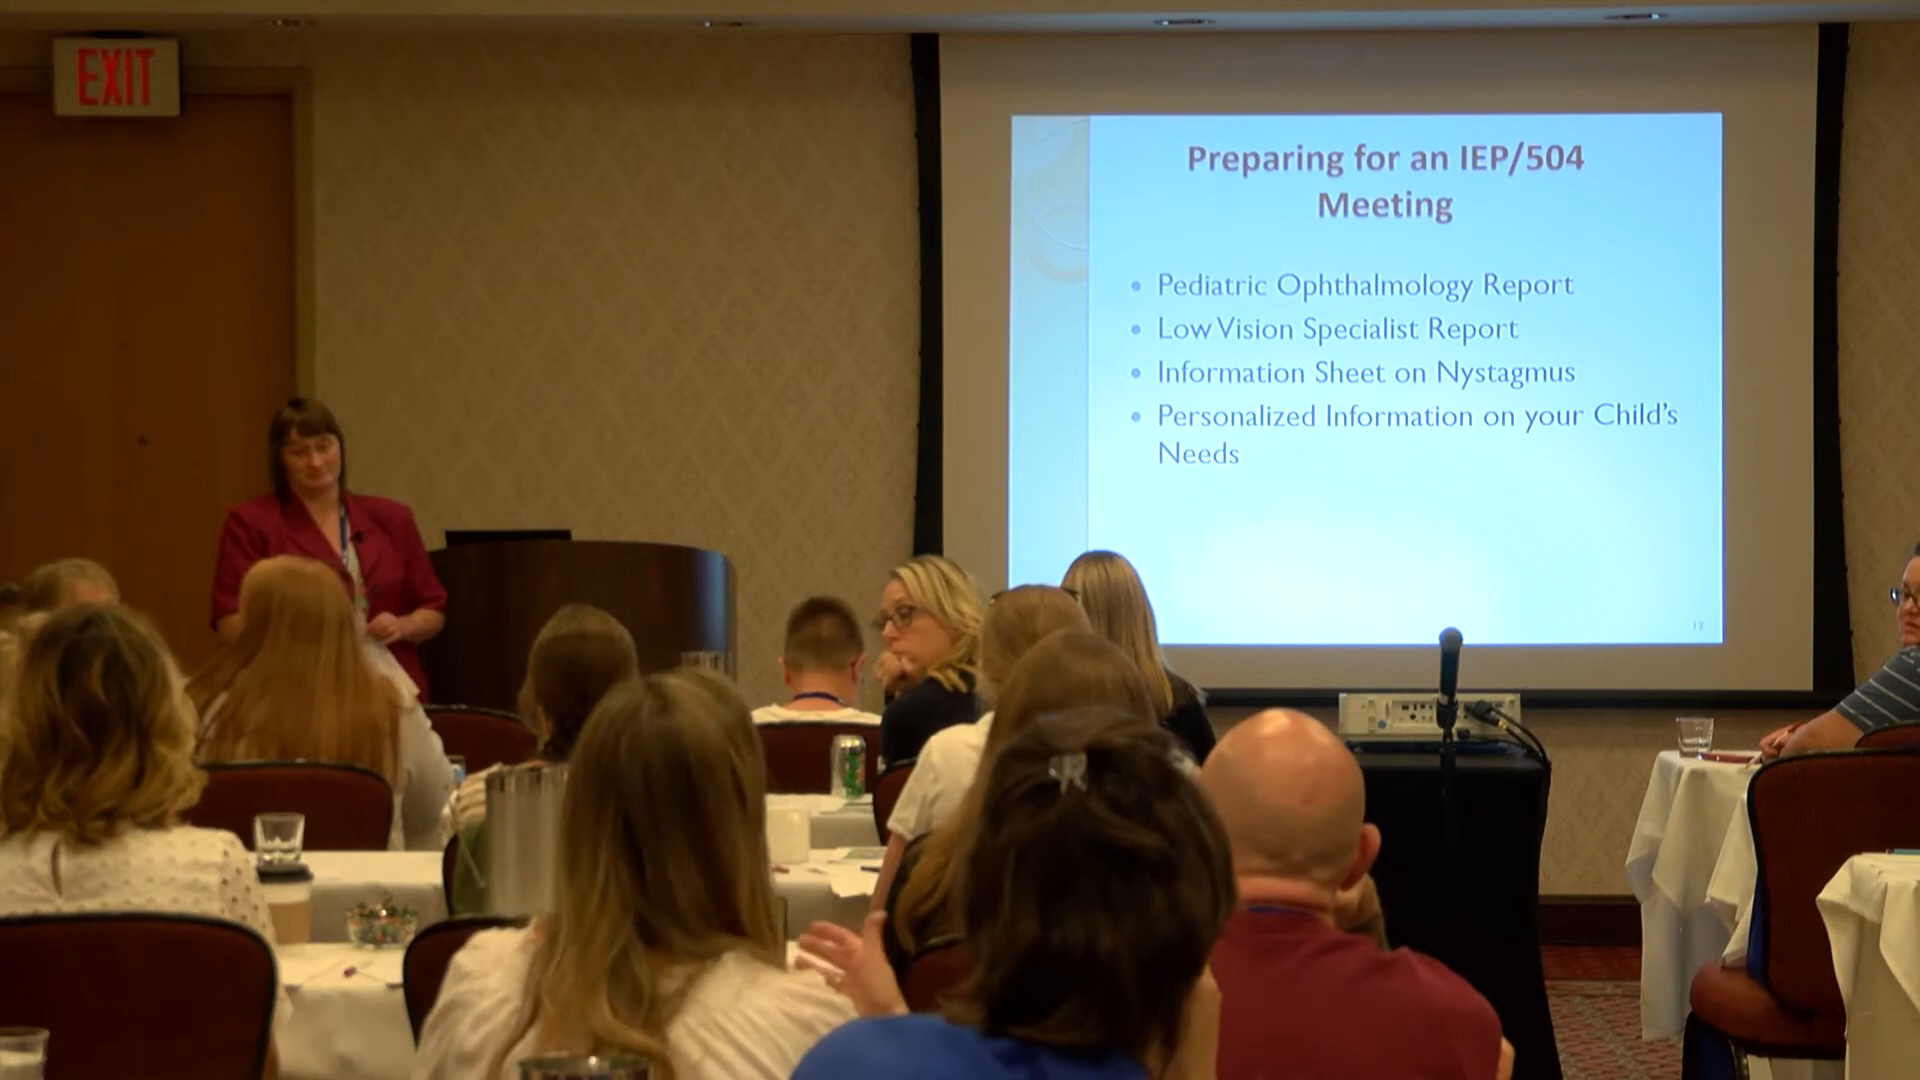 EXIT
Preparing for an IEP/504
Meeting
• Pediatric Ophthalmology Report
• Low Vision Specialist Report
• Information Sheet on Nystagmus
• Personalized Information on your Child's
Needs
12